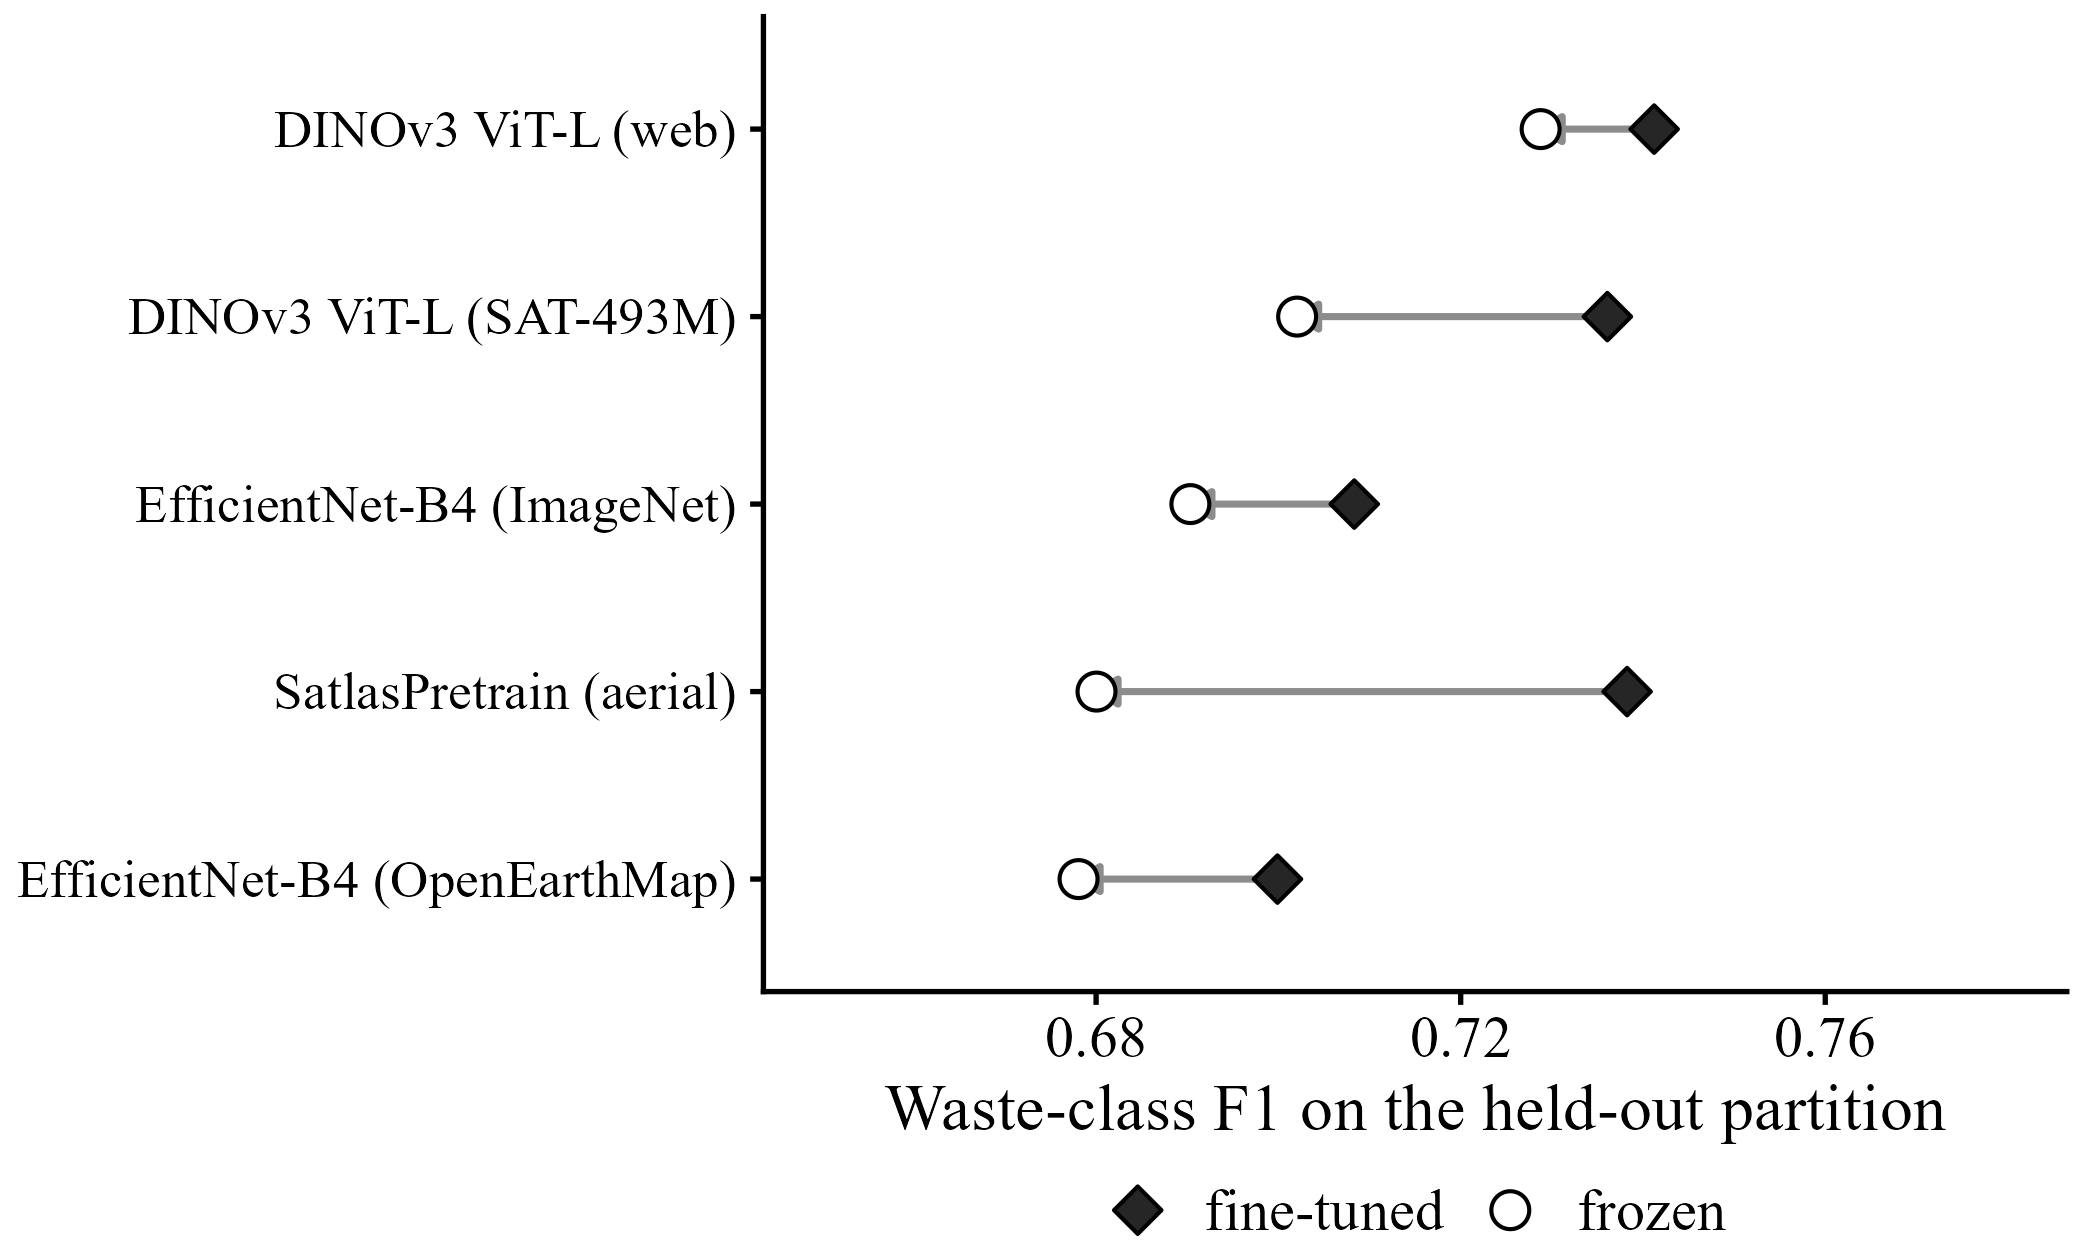 DINOv3 ViT-L (web)
DINOv3 ViT-L (SAT-493M)
EfficientNet-B4 (ImageNet)
SatlasPretrain (aerial)
EfficientNet-B4 (OpenEarthMap)
0.68 0.72 0.76
Waste-class F1 on the held-out partition
fine-tuned frozen